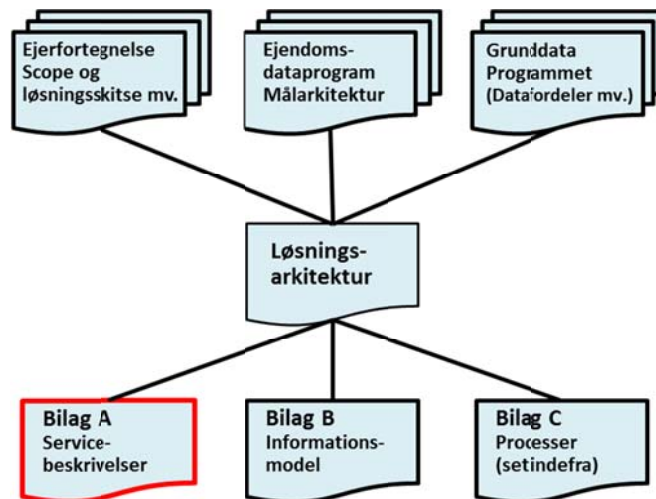 Ejerfortegnelse
Scope og
løsningsskitse mv.
Ejendoms-
dataprogram
Målarkitektur
Grunddata
Programmet
(Datafordeler mv.)
Løsnings-
arkitektur
Bilag A
Service-
beskrivelser
Bilag B
Informations-
model
Bilag C
Processer
(setindefra)